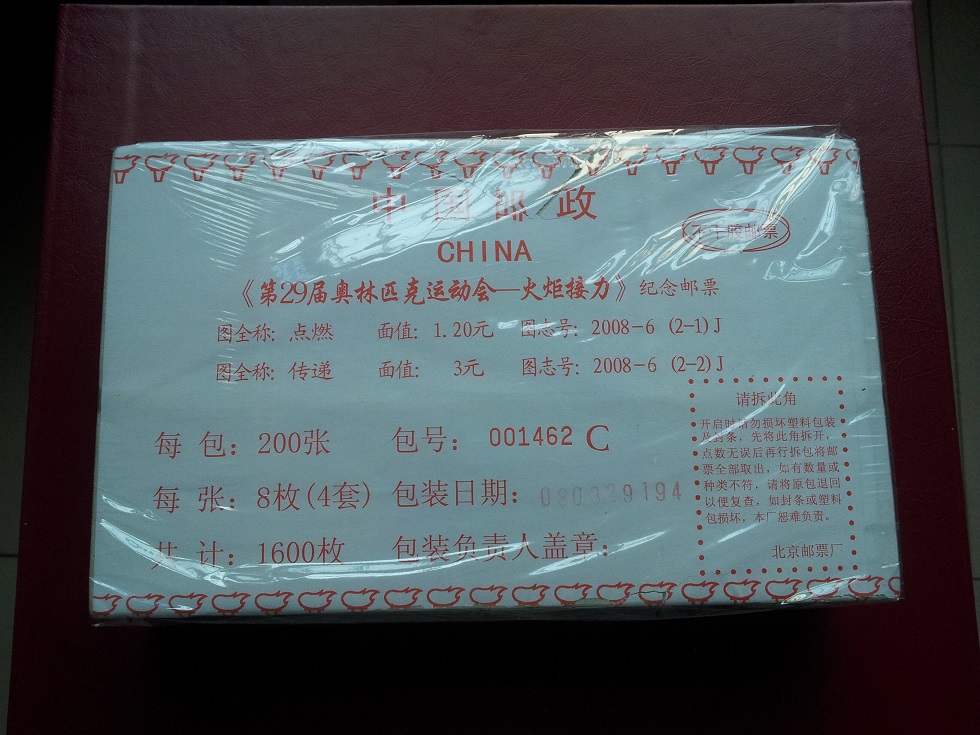 中国邮政
CHINA
不干胶邮票
《第29届奥林匹克运动会—火炬接力》纪念邮票
图全称：点燃 面值：1.20元 图志号：2008-6 (2-1)J
图全称：传递 面值：3元 图志号：2008-6 (2-2)J
每包：200张 包号：001462 C
每张：8枚(4套) 包装日期：080329194
共计：1600枚 包装负责人盖章：
请拆此角
开启时请勿损坏塑料包装
及封条，先将此角拆开，
点数无误后再行拆包将邮
票全部取出，如有数量或
种类不符，请将原包退回
以便复查，如封条或塑料
包损坏，本厂恕难负责。
北京邮票厂